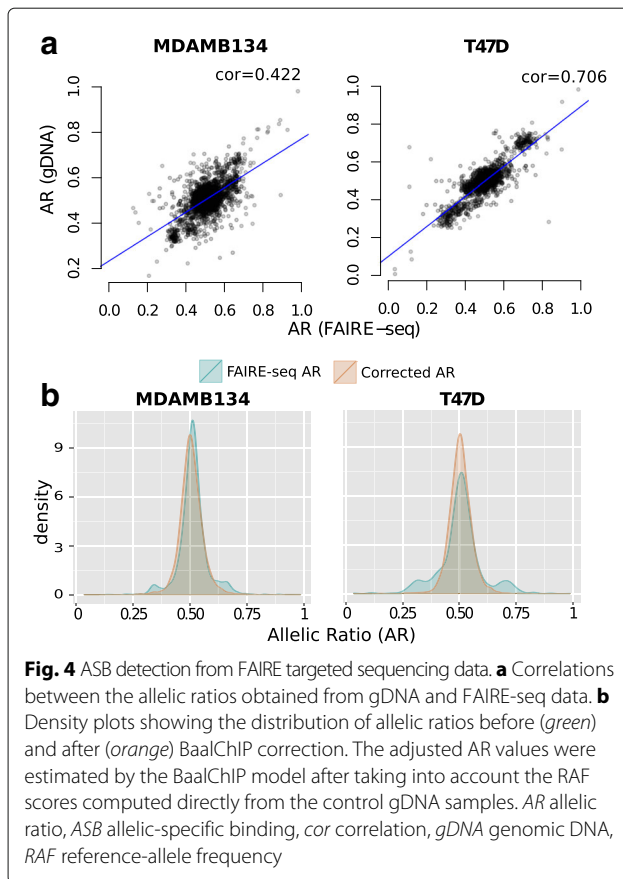 a
MDAMB134
T47D
cor=0.422
cor=0.706
AR (gDNA)
1.0
0.8
0.6
0.4
0.2
0.0 0.2 0.4 0.6 0.8 1.0
1.0
0.8
0.6
0.4
0.2
0.0
0.0 0.2 0.4 0.6 0.8 1.0
AR (FAIRE−seq)
FAIRE-seq AR
Corrected AR
b
MDAMB134
T47D
density
9
6
3
0
0 0.25 0.50 0.75 1
0 0.25 0.50 0.75 1
Allelic Ratio (AR)
Fig. 4 ASB detection from FAIRE targeted sequencing data. a Correlations
between the allelic ratios obtained from gDNA and FAIRE-seq data. b
Density plots showing the distribution of allelic ratios before (green)
and after (orange) BaalChIP correction. The adjusted AR values were
estimated by the BaalChIP model after taking into account the RAF
scores computed directly from the control gDNA samples. AR allelic
ratio, ASB allelic-specific binding, cor correlation, gDNA genomic DNA,
RAF reference-allele frequency